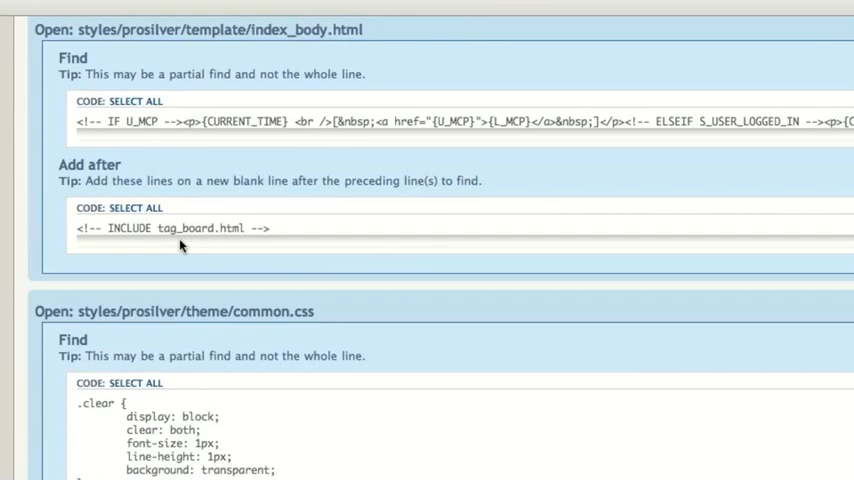 Open: styles/prosilver/template/index_body.html
Find
Tip: This may be a partial find and not the whole line.
CODE: SELECT ALL
<!-- IF U_MCP --><p>{CURRENT_TIME} <br />[&nbsp;<a href="{U_MCP}">{L_MCP}</a>&nbsp;]</p><!-- ELSEIF S_USER_LOGGED_IN --><p>{C
Add after
Tip: Add these lines on a new blank line after the preceding line(s) to find.
CODE: SELECT ALL
<!-- INCLUDE tag_board.html -->
Open: styles/prosilver/theme/common.css
Find
Tip: This may be a partial find and not the whole line.
CODE: SELECT ALL
.clear {
display: block;
clear: both;
font-size: 1px;
line-height: 1px;
background: transparent;